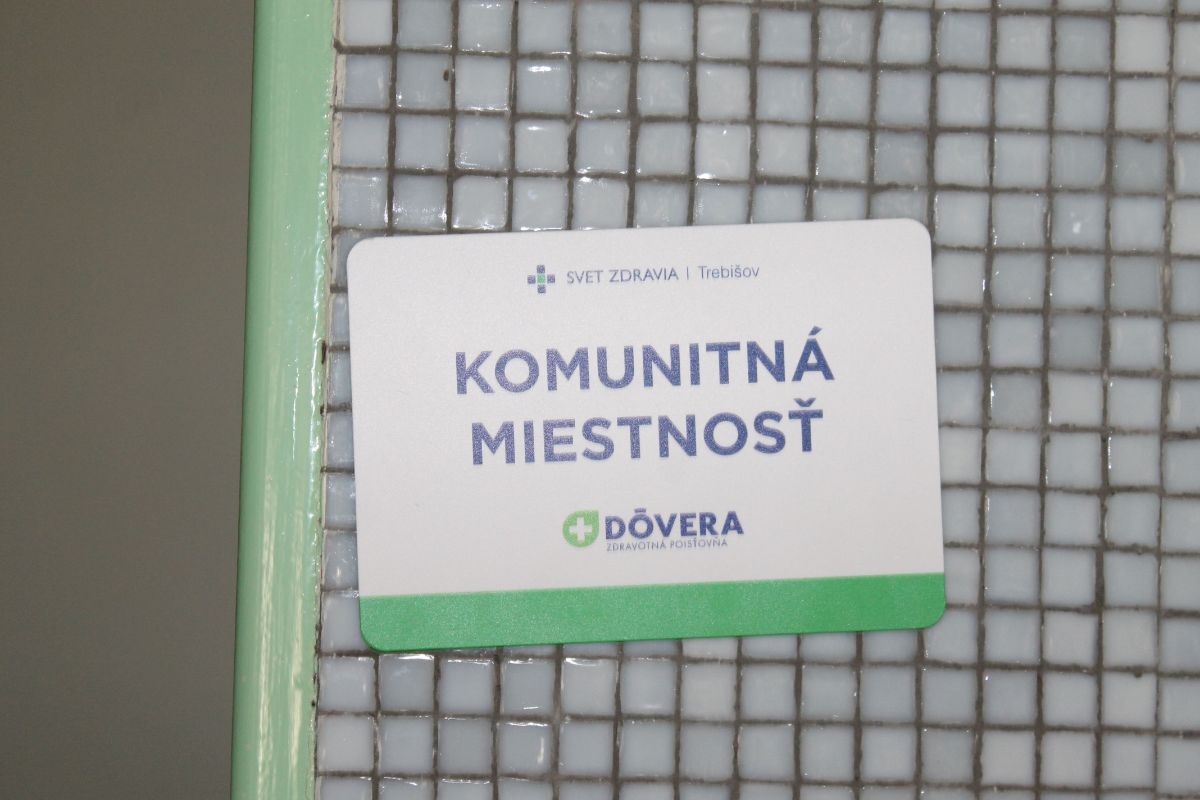 SVET ZDRAVIA | Trebišov
KOMUNITNÁ
MIESTNOSŤ
DÔVERA
ZDRAVOTNÁ POISŤOVŇA